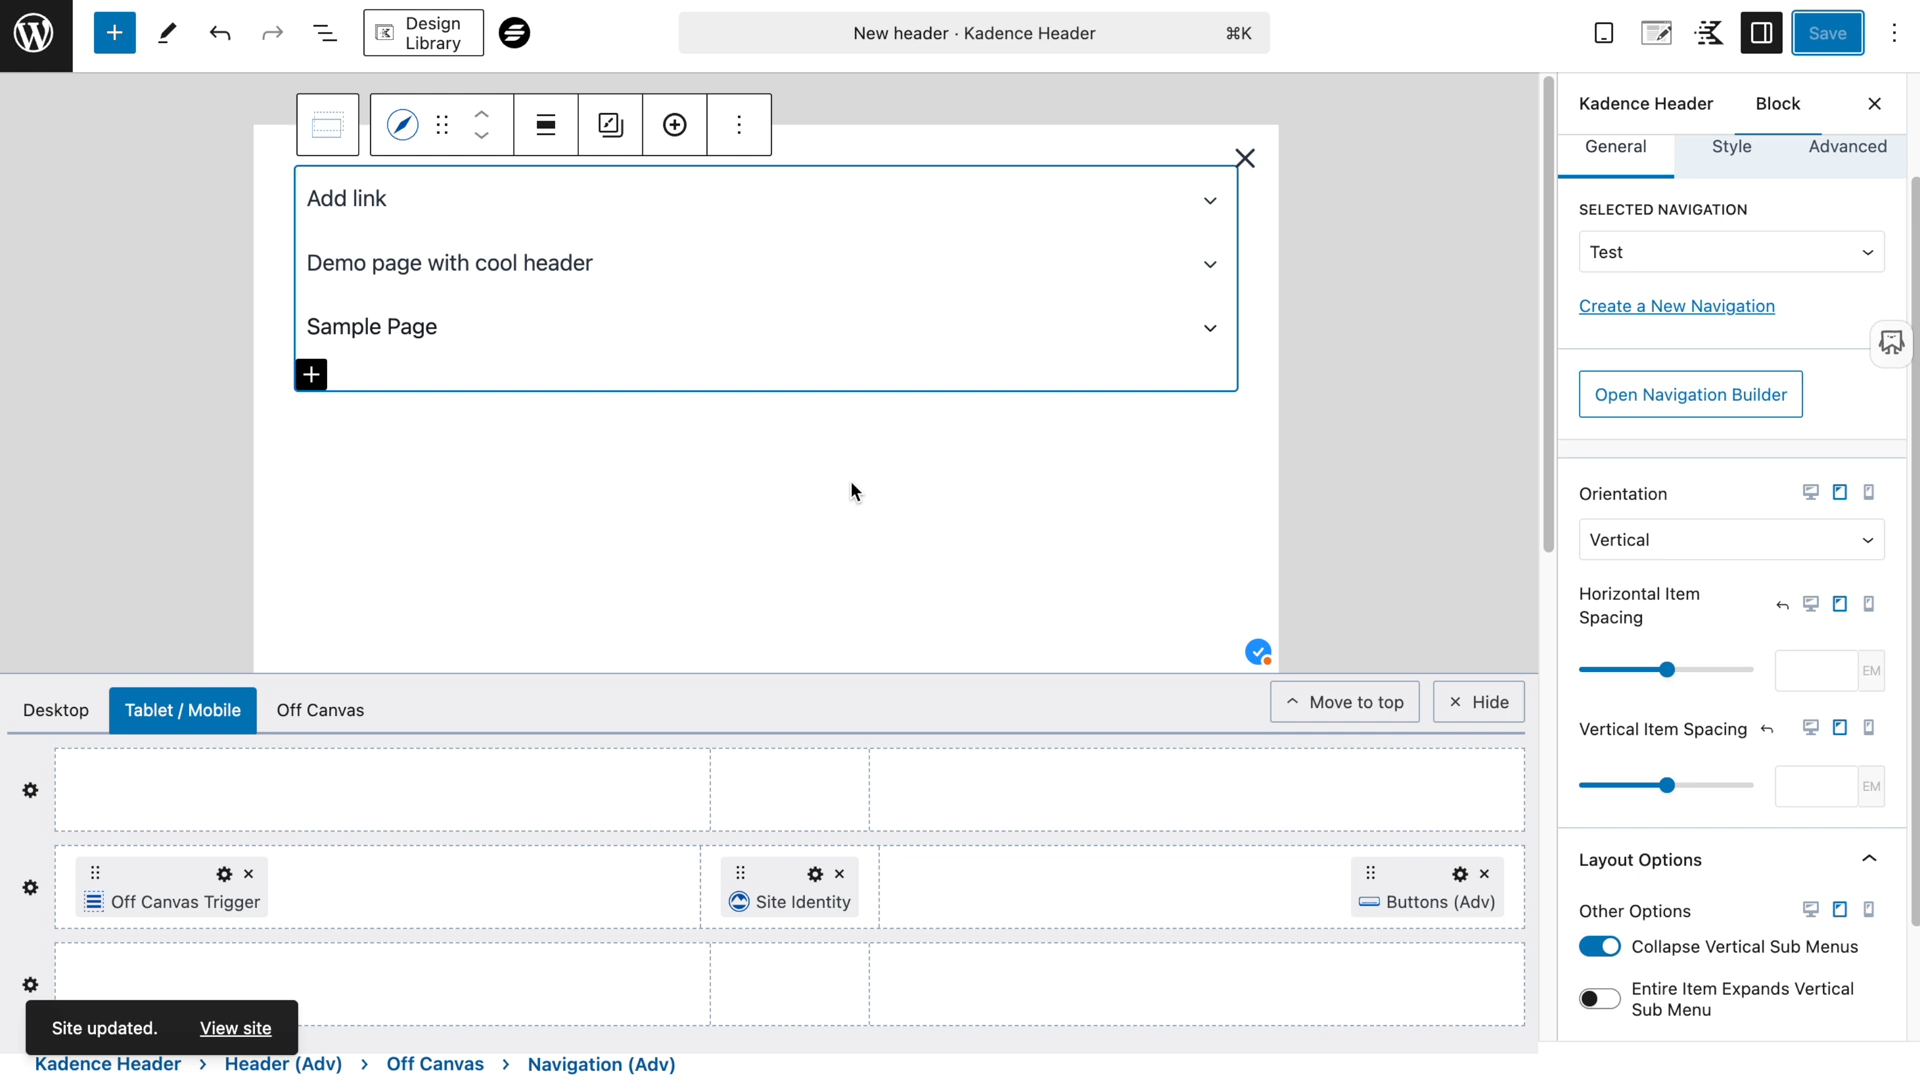 Design
Library
New header · Kadence Header
⌘K
Save
Kadence Header
Block
General
Style
Advanced
SELECTED NAVIGATION
Test
Create a New Navigation
Open Navigation Builder
Orientation
Vertical
Horizontal Item
Spacing
EM
Vertical Item Spacing
EM
Layout Options
Other Options
Collapse Vertical Sub Menus
Entire Item Expands Vertical
Sub Menu
Add link
Demo page with cool header
Sample Page
Desktop
Tablet / Mobile
Off Canvas
Move to top
Hide
Off Canvas Trigger
Site Identity
Buttons (Adv)
Site updated.
View site
Kadence Header > Header (Adv) > Off Canvas > Navigation (Adv)